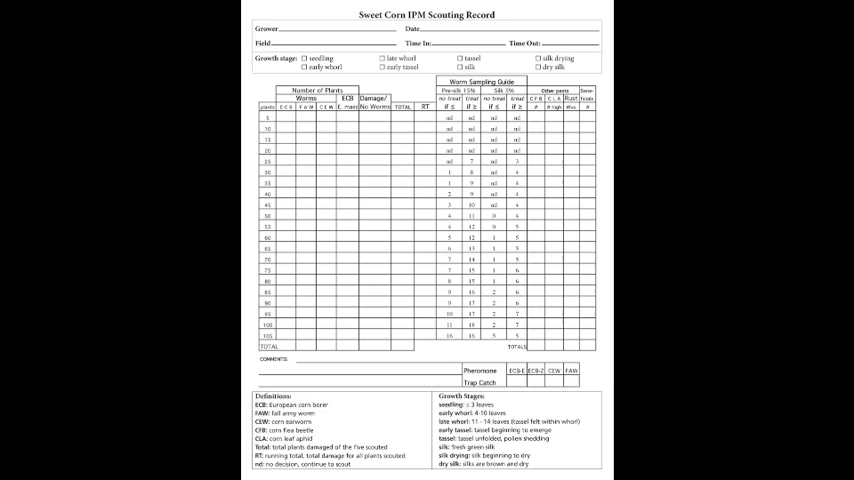 Sweet Corn IPM Scouting Record
Grower Date
Field Time In: Time Out:
Growth stage: ☐ seedling ☐ late whorl ☐ tassel ☐ silk drying
☐ early whorl ☐ early tassel ☐ silk ☐ dry silk
Worm Sampling Guide
Number of Plants Pre-silk 15% Silk 5% Other pests Bene-
Worms ECB Damage/ no treat treat no treat treat C F B C L A Rust ficials
plants E C B F A W C E W E. mass No Worms TOTAL RT if ≤ if ≥ if ≤ if ≥ # # high #lvs. #
5 nd nd nd nd
10 nd nd nd nd
15 nd nd nd nd
20 nd nd nd nd
25 nd 7 nd 3
30 1 8 nd 4
35 1 9 nd 4
40 2 9 nd 4
45 3 10 nd 4
50 4 11 0 4
55 4 12 0 5
60 5 12 1 5
65 6 13 1 5
70 7 14 1 5
75 7 15 1 6
80 8 15 1 6
85 9 16 2 6
90 9 17 2 6
95 10 17 2 7
100 11 18 2 7
105 16 16 5 5
TOTAL TOTALS
COMMENTS:
Pheromone ECB-E ECB-Z CEW FAW
Trap Catch
Definitions: Growth Stages:
ECB: European corn borer seedling: ≤ 3 leaves
FAW: fall army worm early whorl: 4-10 leaves
CEW: corn earworm late whorl: 11 - 14 leaves (tassel felt within whorl)
CFB: corn flea beetle early tassel: tassel beginning to emerge
CLA: corn leaf aphid tassel: tassel unfolded, pollen shedding
Total: total plants damaged of the five scouted silk: fresh green silk
RT: running total, total damage for all plants scouted silk drying: silk beginning to dry
nd: no decision, continue to scout dry silk: silks are brown and dry